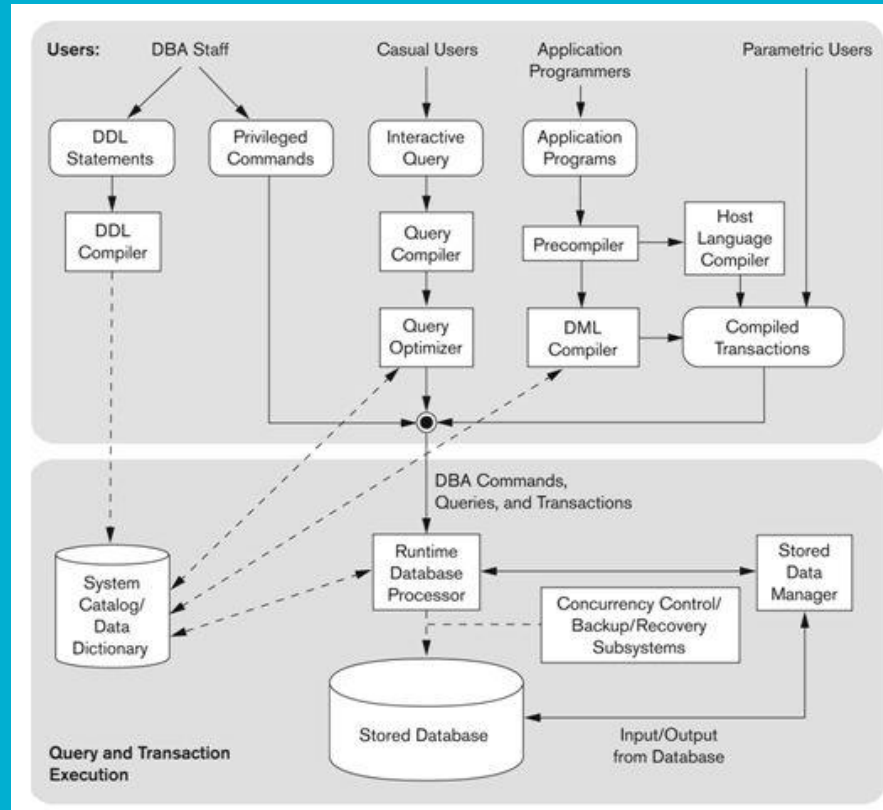 Users:
DBA Staff
Casual Users
Application
Programmers
Parametric Users
DDL
Statements
Privileged
Commands
Interactive
Query
Application
Programs
DDL
Compiler
Query
Compiler
Precompiler
Host
Language
Compiler
Query
Optimizer
DML
Compiler
Compiled
Transactions
DBA Commands,
Queries, and Transactions
System
Catalog/
Data
Dictionary
Runtime
Database
Processor
Stored
Data
Manager
Concurrency Control/
Backup/Recovery
Subsystems
Stored Database
Input/Output
from Database
Query and Transaction
Execution